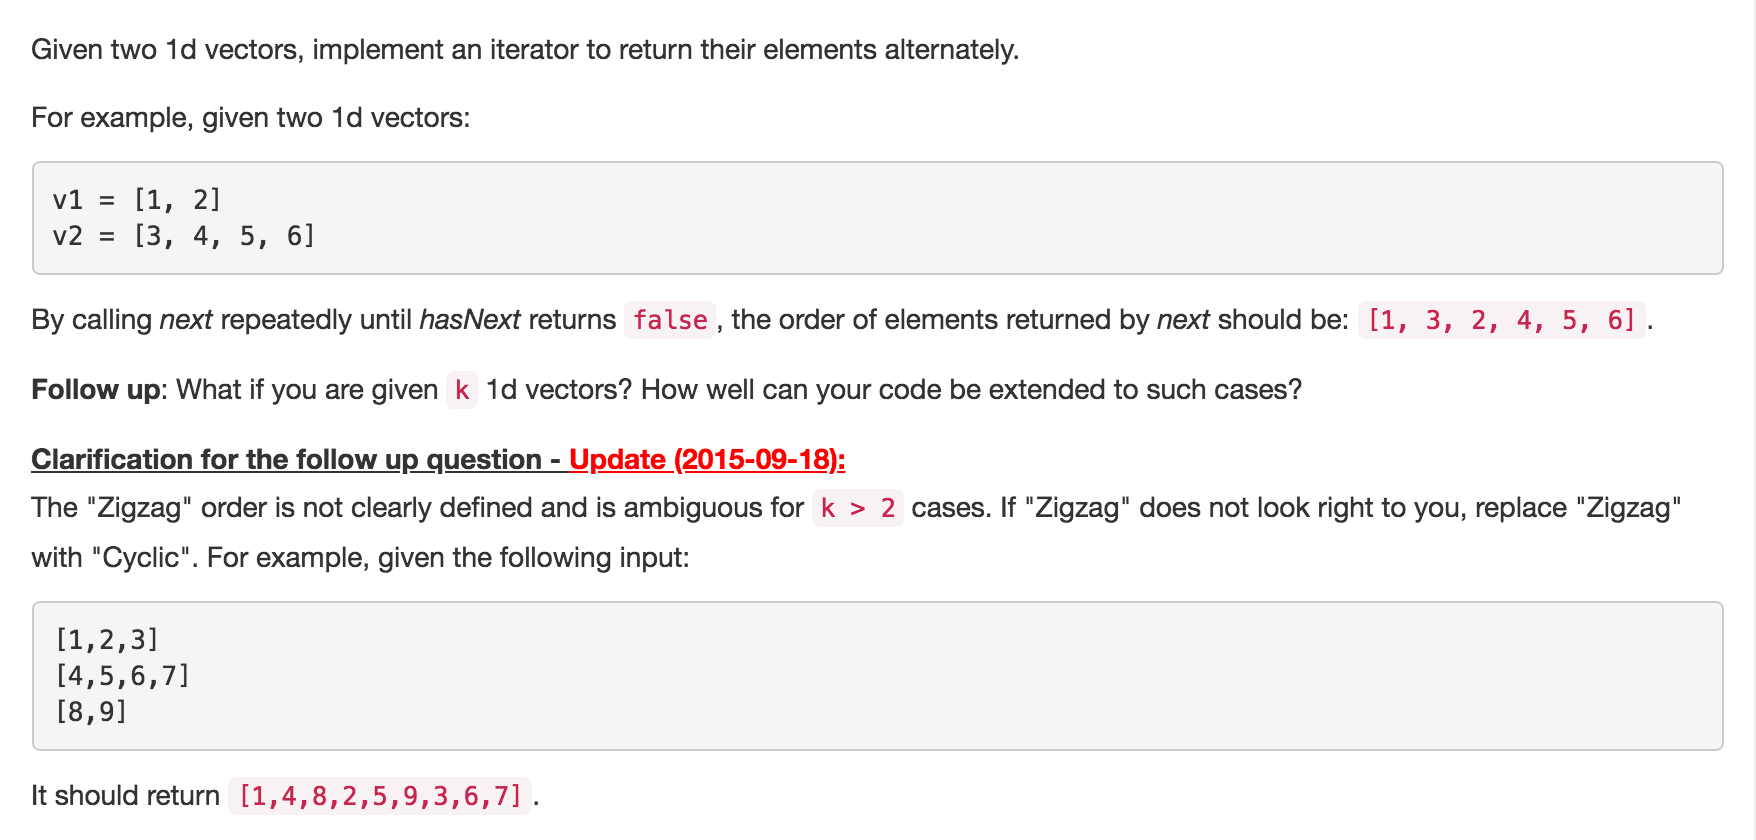 Given two 1d vectors, implement an iterator to return their elements alternately.
For example, given two 1d vectors:
v1 = [1, 2]
v2 = [3, 4, 5, 6]
By calling next repeatedly until hasNext returns false, the order of elements returned by next should be: [1, 3, 2, 4, 5, 6].
Follow up: What if you are given k 1d vectors? How well can your code be extended to such cases?
Clarification for the follow up question - Update (2015-09-18):
The "Zigzag" order is not clearly defined and is ambiguous for k > 2 cases. If "Zigzag" does not look right to you, replace "Zigzag"
with "Cyclic". For example, given the following input:
[1,2,3]
[4,5,6,7]
[8,9]
It should return [1,4,8,2,5,9,3,6,7].